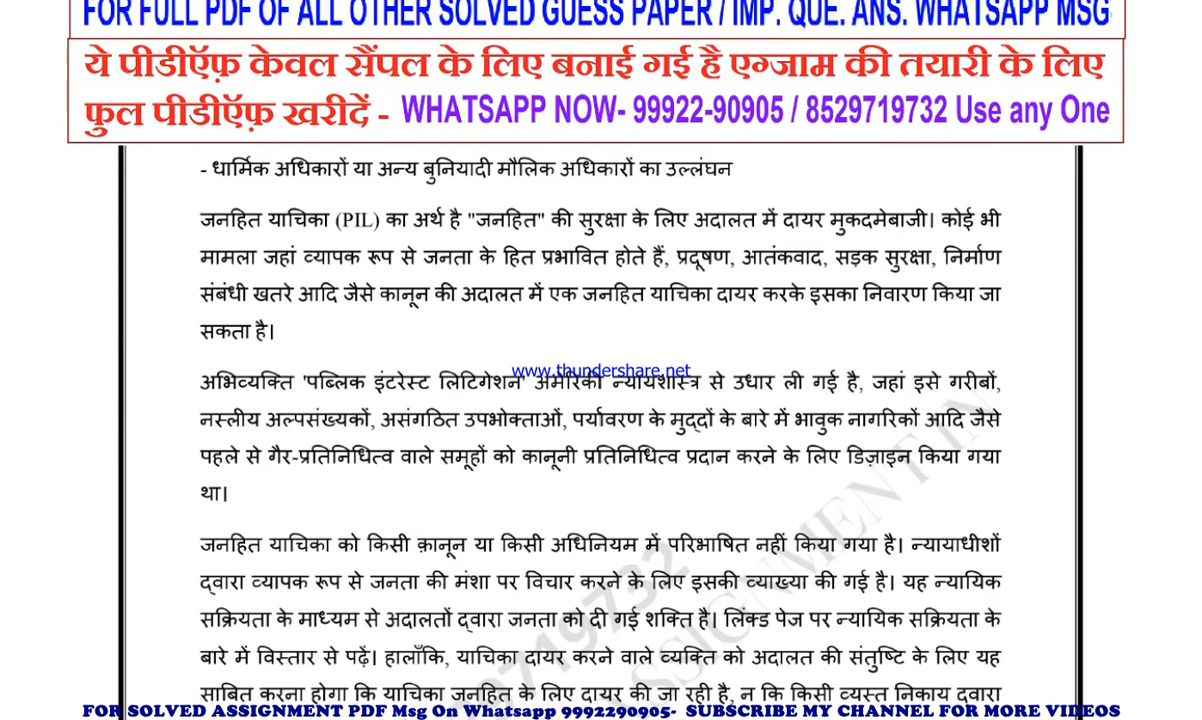 FOR FULL PDF OF ALL OTHER SOLVED GUESS PAPER / IMP. QUE. ANS. WHATSAPP MSG
ये पीडीऍफ़ केवल सैंपल के लिए बनाई गई है एग्जाम की तयारी के लिए
फुल पीडीऍफ़ खरीदें - WHATSAPP NOW- 99922-90905 / 8529719732 Use any One
- धार्मिक अधिकारों या अन्य बुनियादी मौलिक अधिकारों का उल्लंघन
जनहित याचिका (PIL) का अर्थ है "जनहित" की सुरक्षा के लिए अदालत में दायर मुकदमेबाजी। कोई भी
मामला जहां व्यापक रूप से जनता के हित प्रभावित होते हैं, प्रदूषण, आतंकवाद, सड़क सुरक्षा, निर्माण
संबंधी खतरे आदि जैसे कानून की अदालत में एक जनहित याचिका दायर करके इसका निवारण किया जा
सकता है।
www.thundershare.net
अभिव्यक्ति 'पब्लिक इंटरेस्ट लिटिगेशन' अमेरिकी न्यायशास्त्र से उधार ली गई है, जहां इसे गरीबों,
नस्लीय अल्पसंख्यकों, असंगठित उपभोक्ताओं, पर्यावरण के मुद्दों के बारे में भावुक नागरिकों आदि जैसे
पहले से गैर-प्रतिनिधित्व वाले समूहों को कानूनी प्रतिनिधित्व प्रदान करने के लिए डिज़ाइन किया गया
था।
जनहित याचिका को किसी क़ानून या किसी अधिनियम में परिभाषित नहीं किया गया है। न्यायाधीशों
द्वारा व्यापक रूप से जनता की मंशा पर विचार करने के लिए इसकी व्याख्या की गई है। यह न्यायिक
सक्रियता के माध्यम से अदालतों द्वारा जनता को दी गई शक्ति है। लिंक्ड पेज पर न्यायिक सक्रियता के
बारे में विस्तार से पढ़ें। हालाँकि, याचिका दायर करने वाले व्यक्ति को अदालत की संतुष्टि के लिए यह
साबित करना होगा कि याचिका जनहित के लिए दायर की जा रही है, न कि किसी व्यस्त निकाय द्वारा
FOR SOLVED ASSIGNMENT PDF Msg On Whatsapp 9992290905- SUBSCRIBE MY CHANNEL FOR MORE VIDEOS